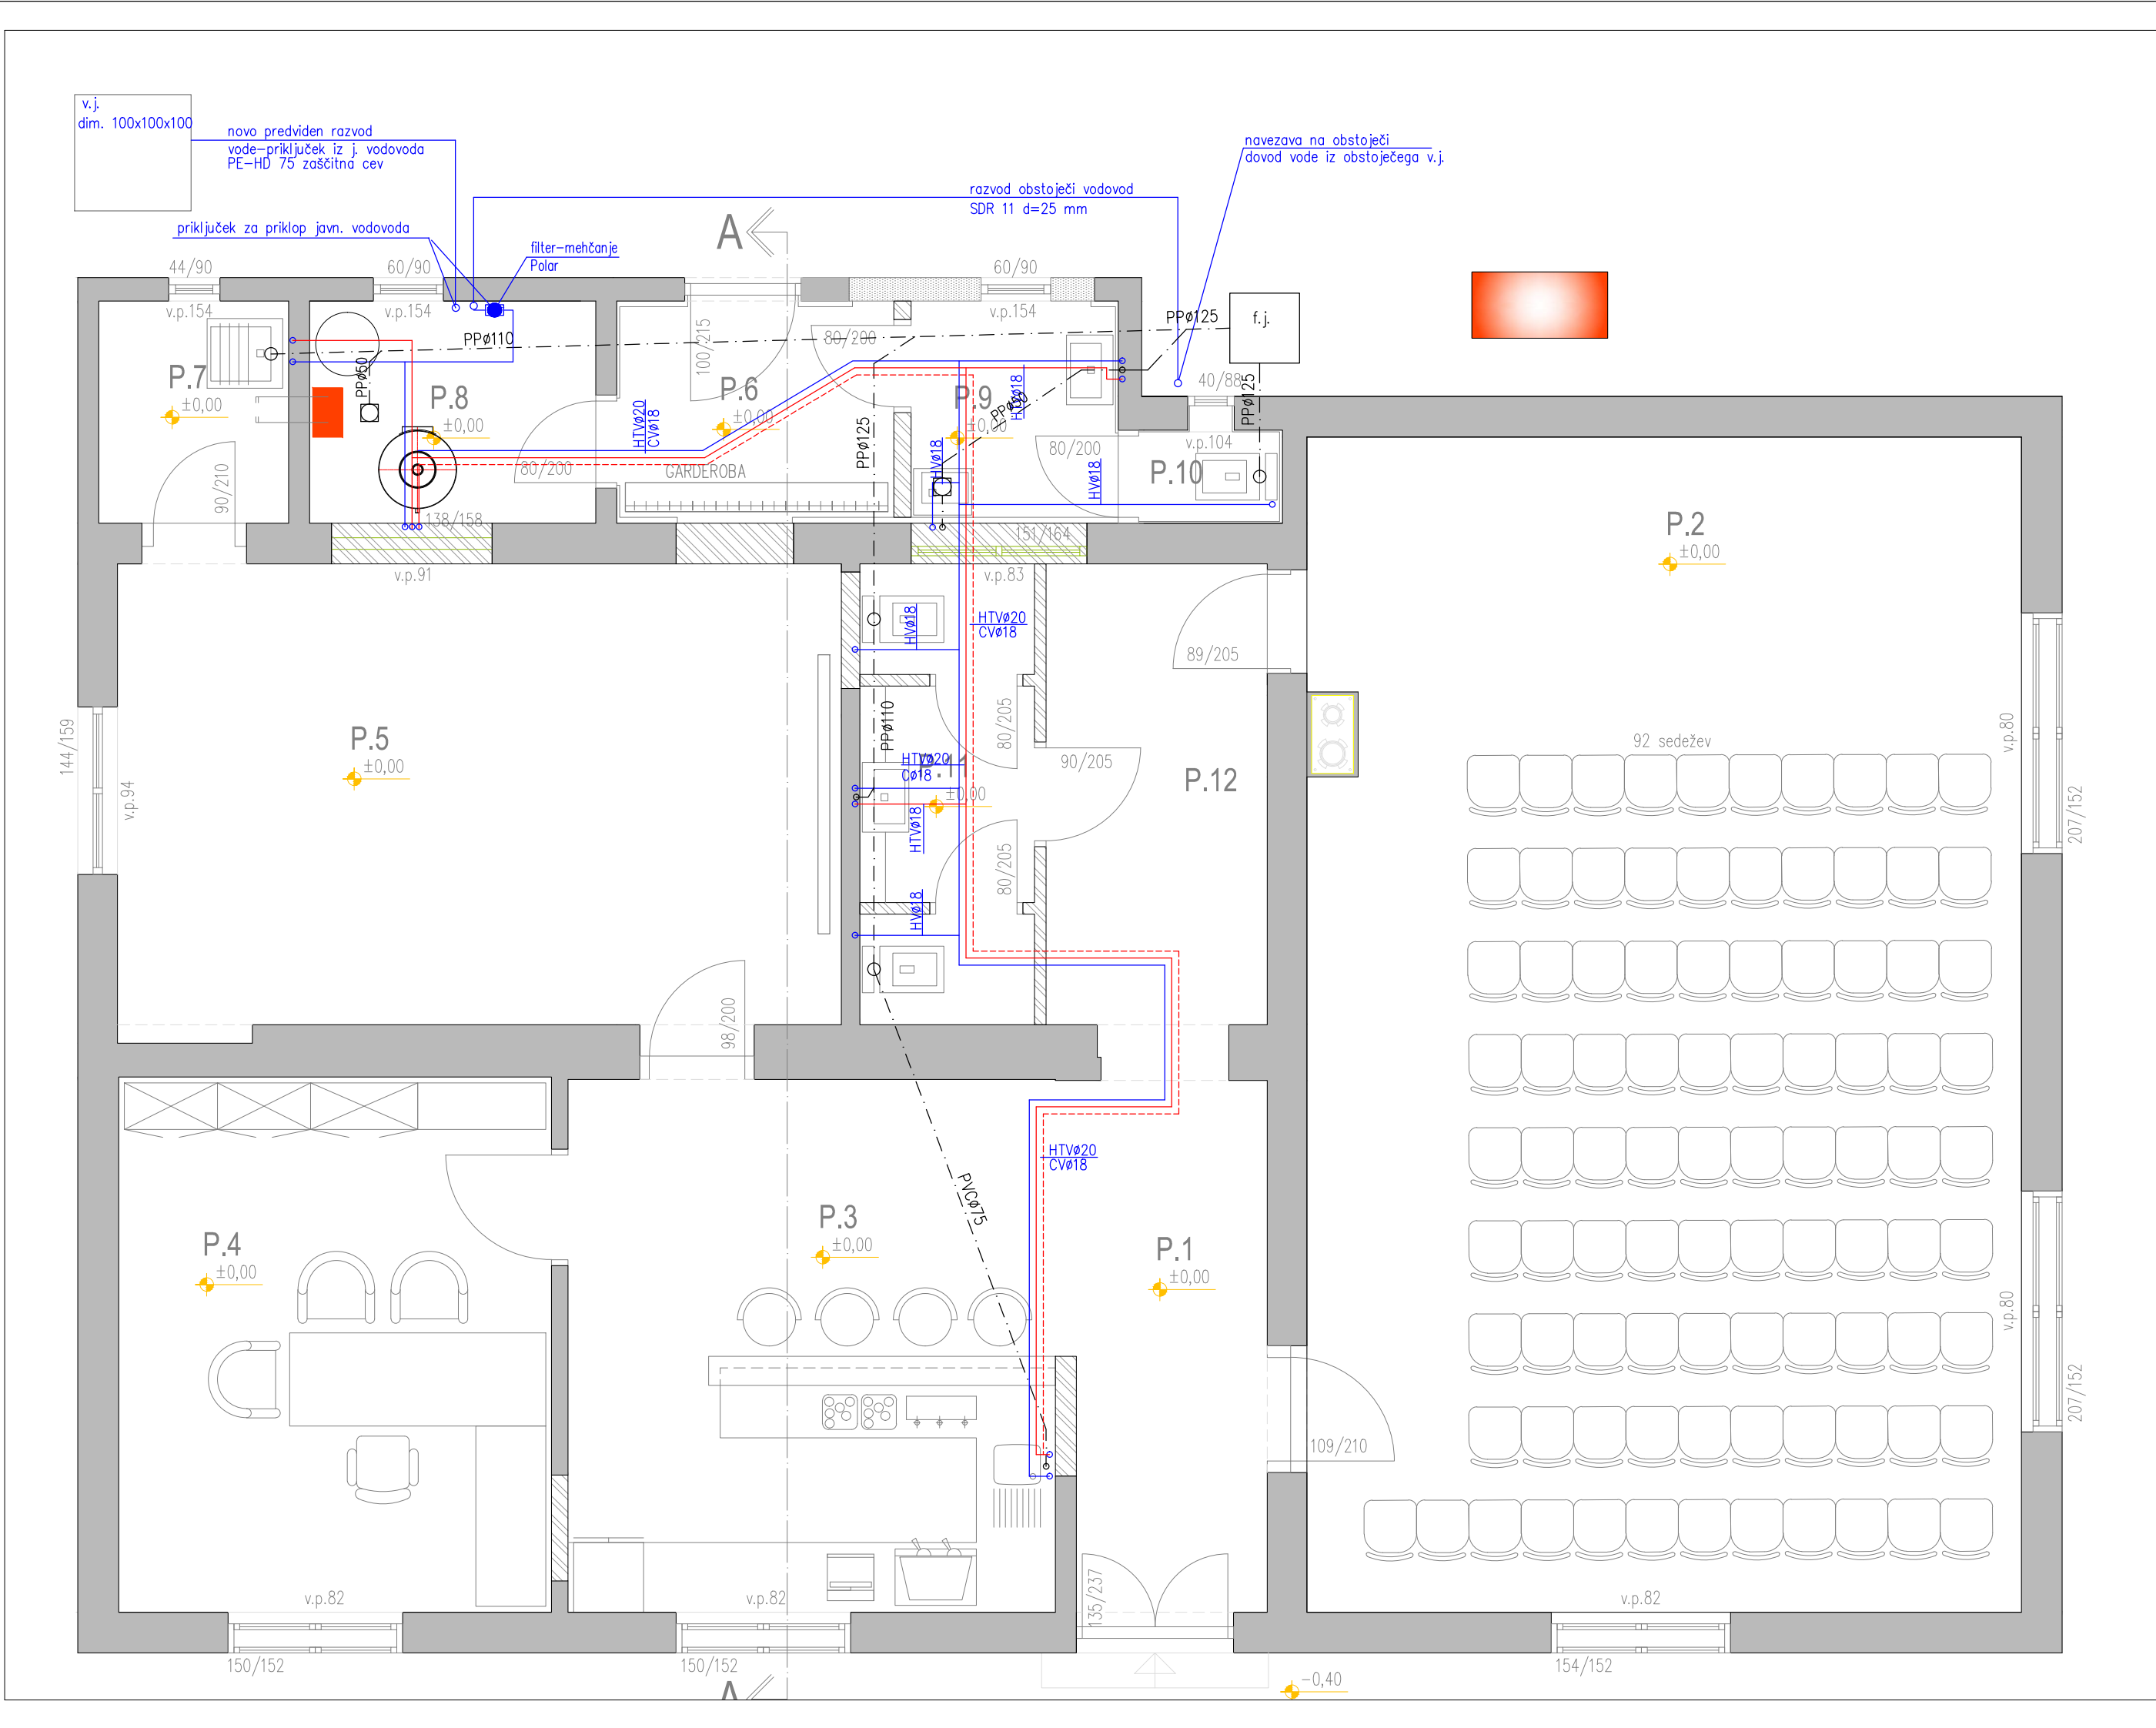 v.j.
dim. 100x100x100
novo predviden razvod
vode-priključek iz j. vodovoda
PE-HD 75 zaščitna cev
navezava na obstoječi
dovod vode iz obstoječega v.j.
razvod obstoječi vodovod
SDR 11 d=25 mm
priključek za priklop javn. vodovoda
filter-mehčanje
Polar
A
44/90
60/90
60/90
v.p.154
v.p.154
v.p.154
PPø125
f.j.
PPø110
100/215
80/200
PPø50
P.7
±0,00
P.8
±0,00
P.6
±0,00
P.9
±0,00
HVø18
PPø50
40/88
PPø125
HTVø20
CVø18
PPø125
HVø18
80/200
v.p.104
P.10
HVø18
90/210
80/200
GARDEROBA
138/158
151/164
v.p.91
v.p.83
P.2
±0,00
HVø18
HTVø20
CVø18
89/205
144/159
v.p.94
P.5
±0,00
PPø110
80/205
90/205
P.12
HTVø20
Cø18
P.11
±0,00
HTVø18
80/205
HVø18
92 sedežev
v.p.80
207/152
98/200
HTVø20
CVø18
PVCø75
P.4
±0,00
P.3
±0,00
P.1
±0,00
v.p.80
207/152
109/210
135/237
v.p.82
v.p.82
v.p.82
150/152
150/152
154/152
-0,40
A